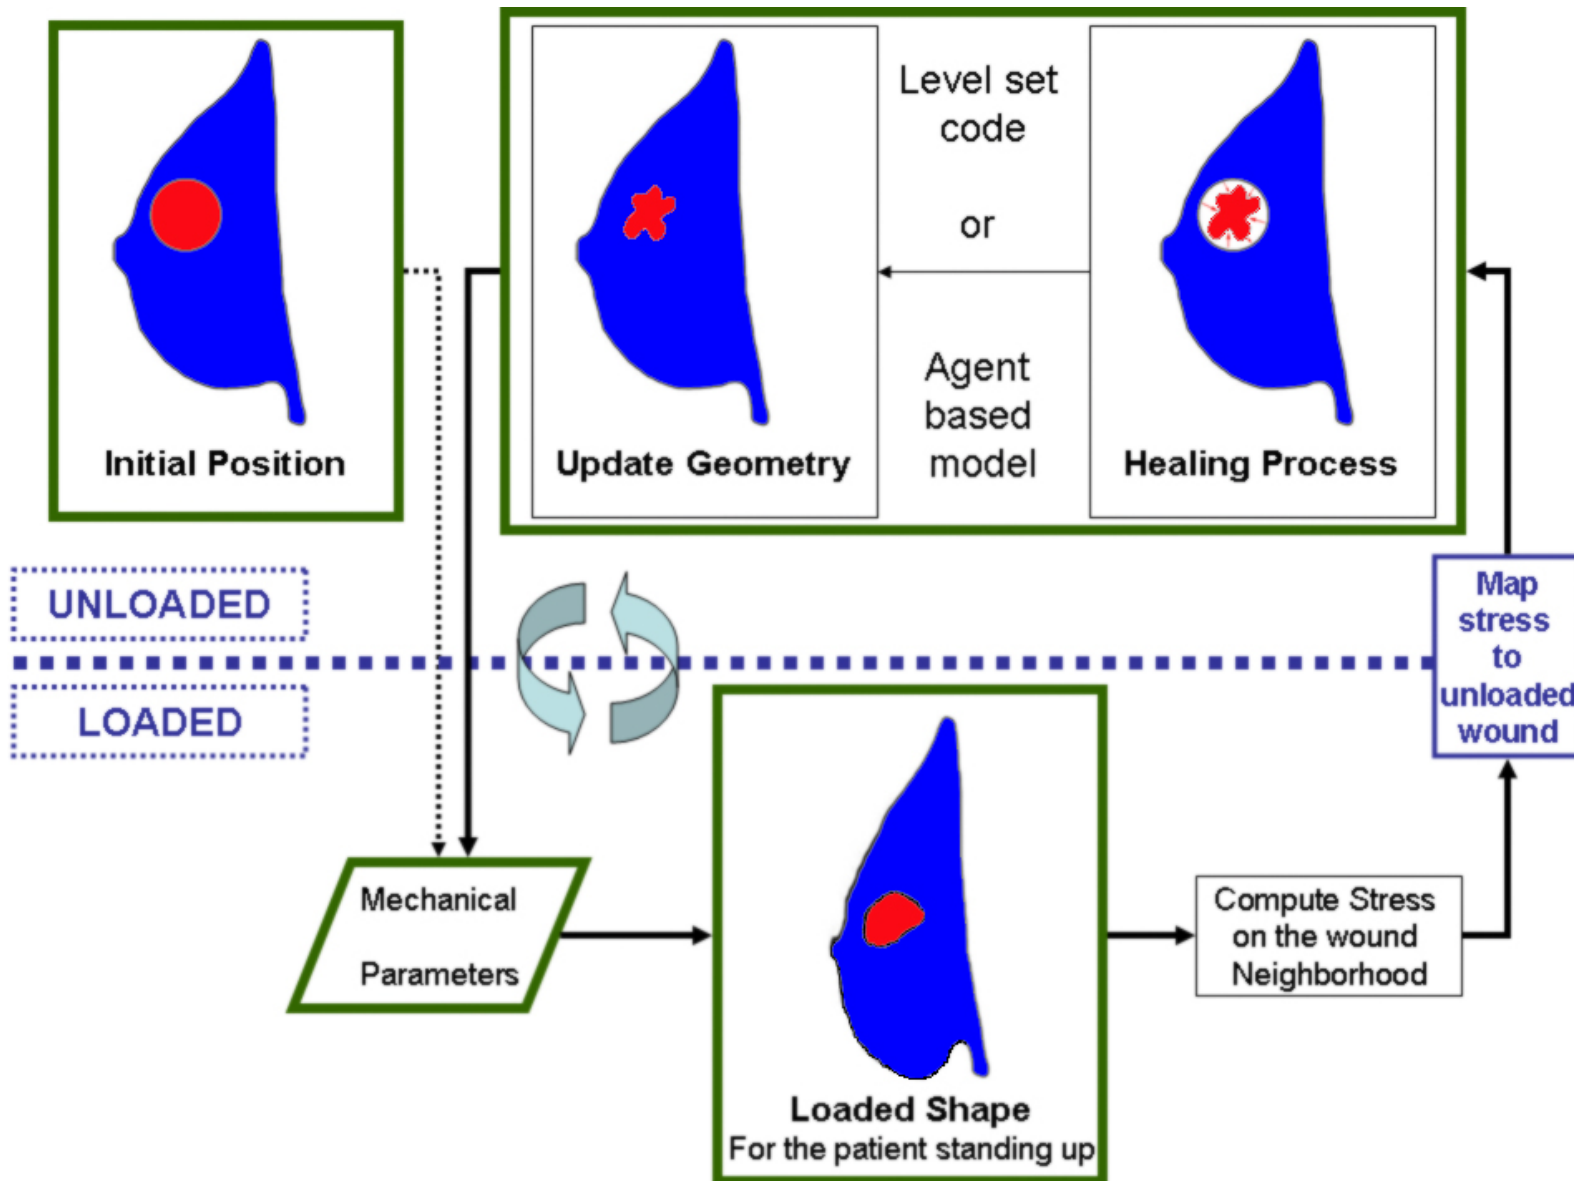 Initial Position
Update Geometry
Level set
code
or
Agent
based
model
Healing Process
UNLOADED
LOADED
Map
stress
to
unloaded
wound
Mechanical
Parameters
Loaded Shape
For the patient standing up
Compute Stress
on the wound
Neighborhood